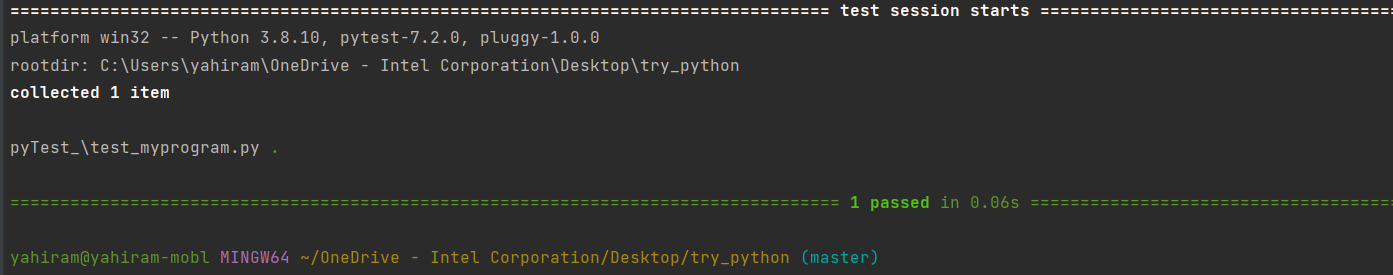 ================================================================================== test session starts ===================================
platform win32 -- Python 3.8.10, pytest-7.2.0, pluggy-1.0.0
rootdir: C:\Users\yahiram\OneDrive - Intel Corporation\Desktop\try_python
collected 1 item
pyTest_\test_myprogram.py .
=================================================================================== 1 passed in 0.06s ====================================
yahiram@yahiram-mobl MINGW64 ~/OneDrive - Intel Corporation/Desktop/try_python (master)